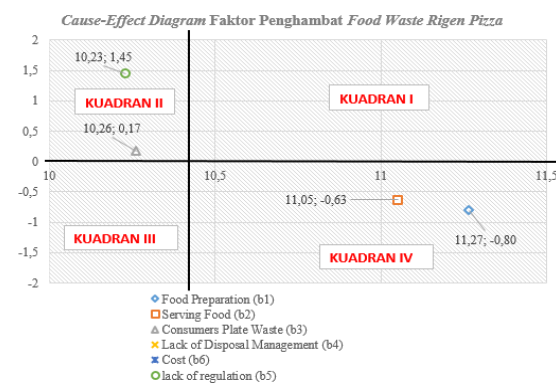 Cause-Effect Diagram Faktor Penghambat Food Waste Rigen Pizza
2
10,23; 1,45
1,5
KUADRAN II
KUADRAN I
1
10,26; 0,17
0,5
0
10
10,5
11
11,5
-0,5
11,05; -0,63
KUADRAN III
11,27; -0,80
-1
KUADRAN IV
-1,5
-2
Food Preparation (b1)
Serving Food (b2)
Consumers Plate Waste (b3)
Lack of Disposal Management (b4)
Cost (b6)
lack of regulation (b5)